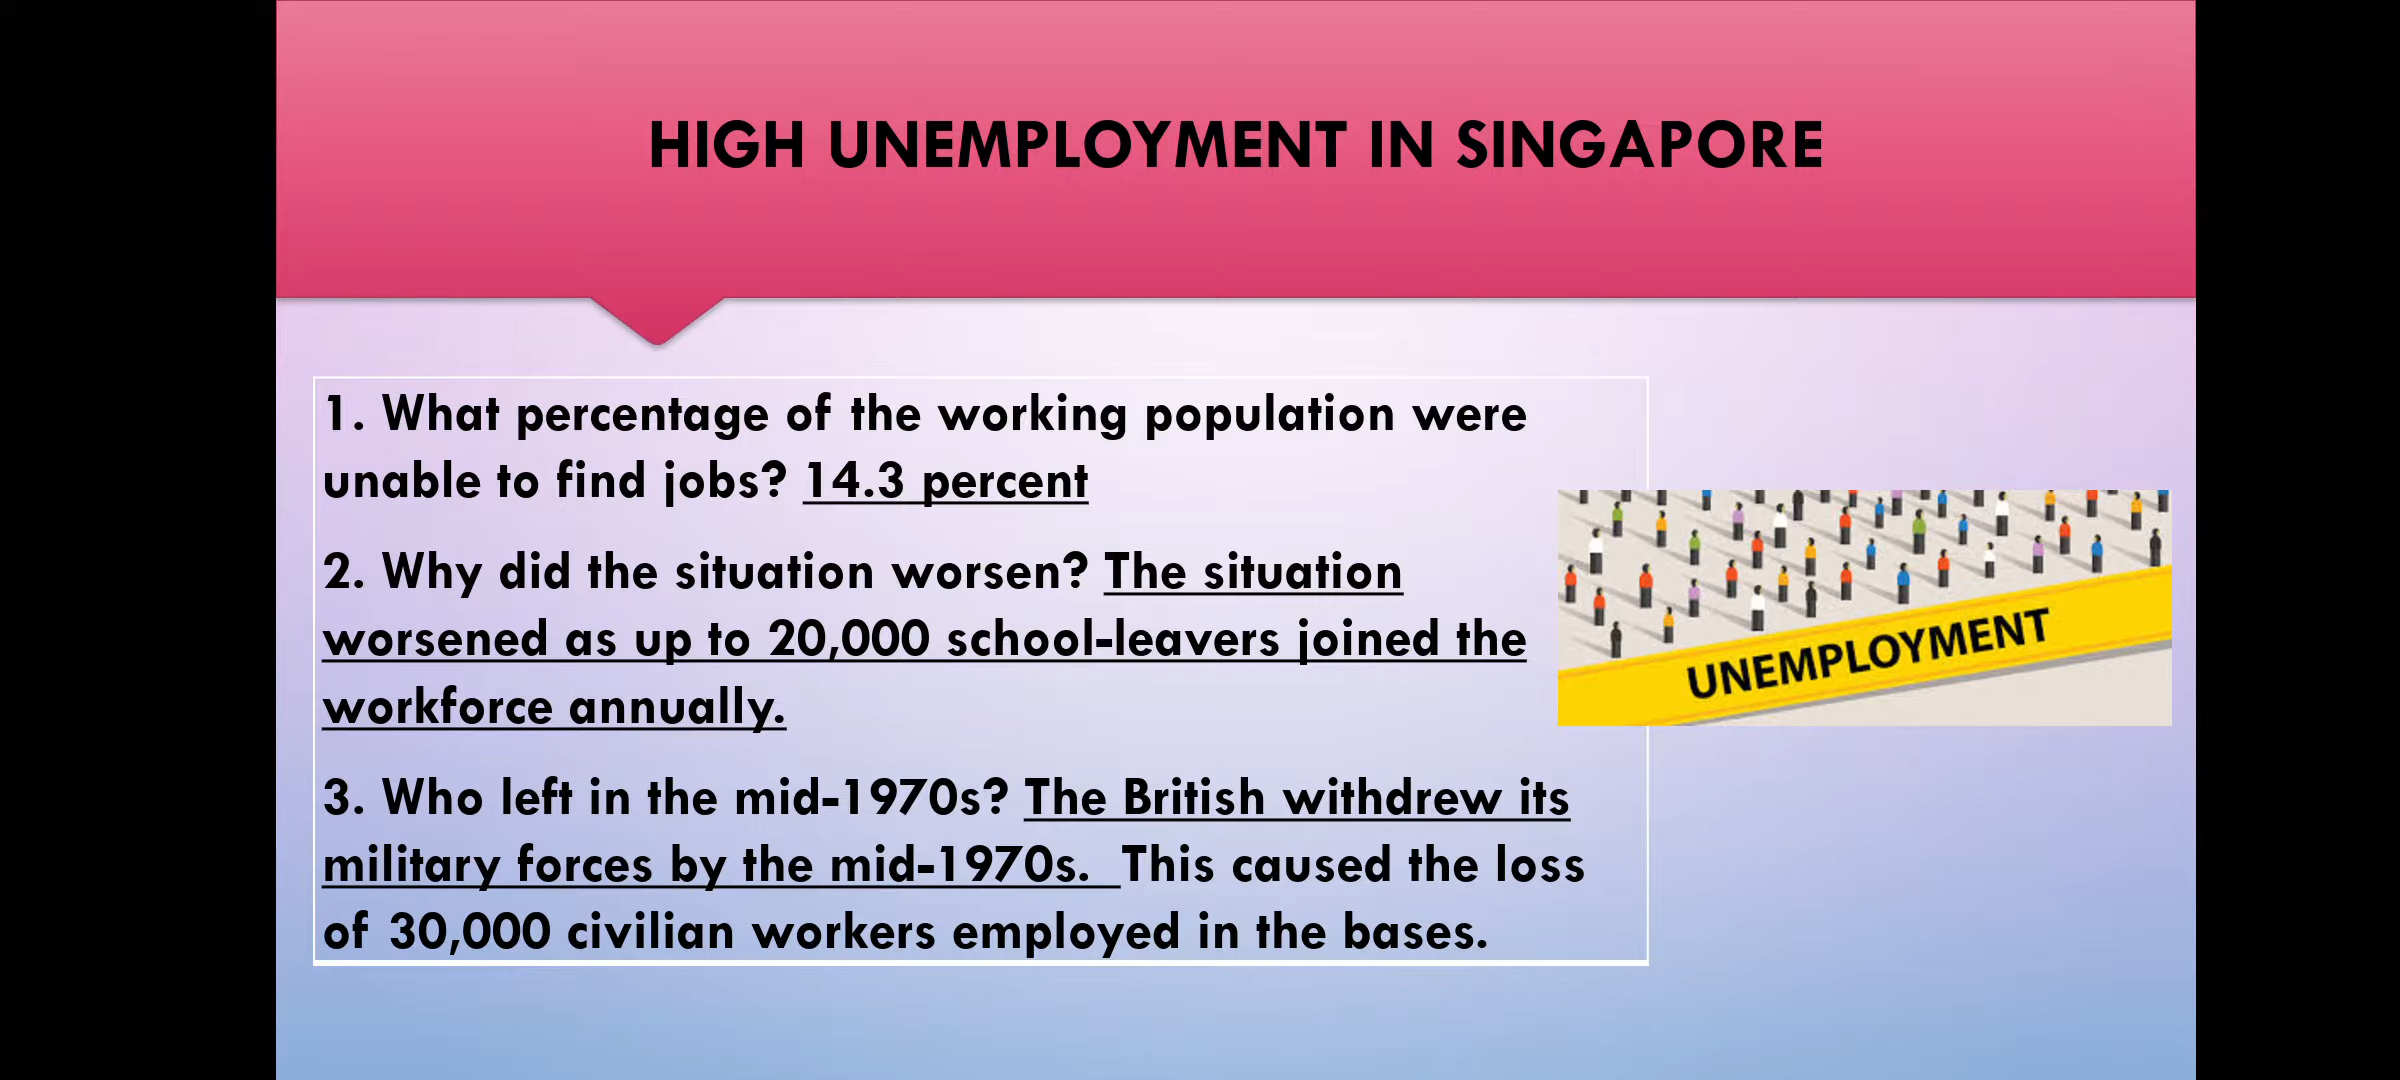 HIGH UNEMPLOYMENT IN SINGAPORE
1. What percentage of the working population were
unable to find jobs? 14.3 percent
2. Why did the situation worsen? The situation
worsened as up to 20,000 school-leavers joined the
workforce annually.
3. Who left in the mid-1970s? The British withdrew its
military forces by the mid-1970s. This caused the loss
of 30,000 civilian workers employed in the bases.
UNEMPLOYMENT